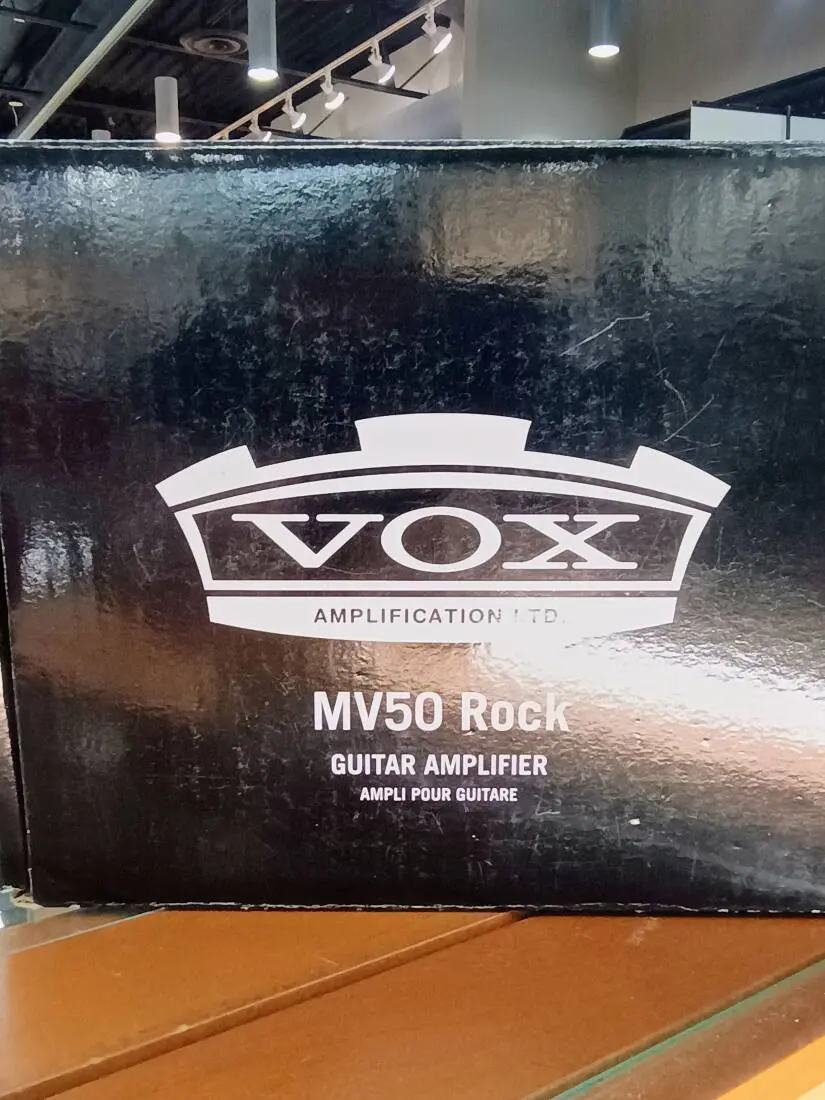 VOX
AMPLIFICATION LTD.
MV50 Rock
GUITAR AMPLIFIER
AMPLI POUR GUITARE